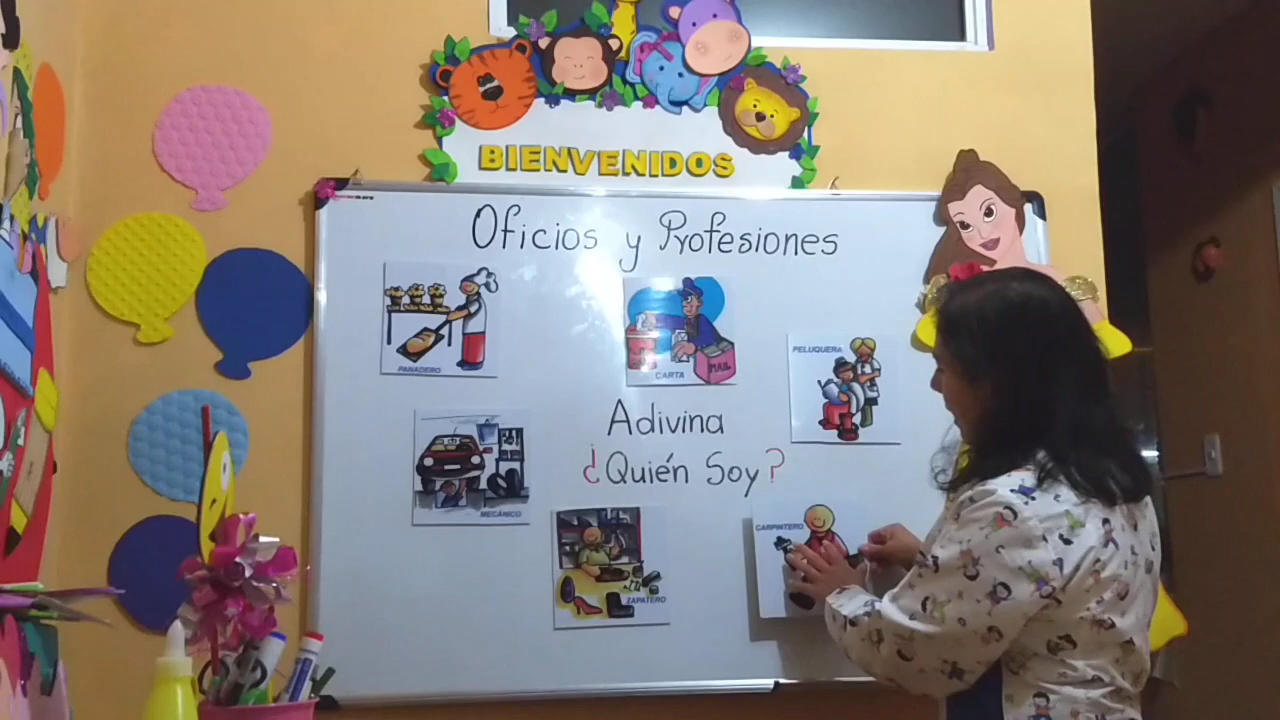 BIENVENIDOS
Oficios y Profesiones
PANADERO
CARTA
MAIL
PELUQUERA
Adivina
¿Quién Soy?
MECÁNICO
CARPINTERO
ZAPATERO